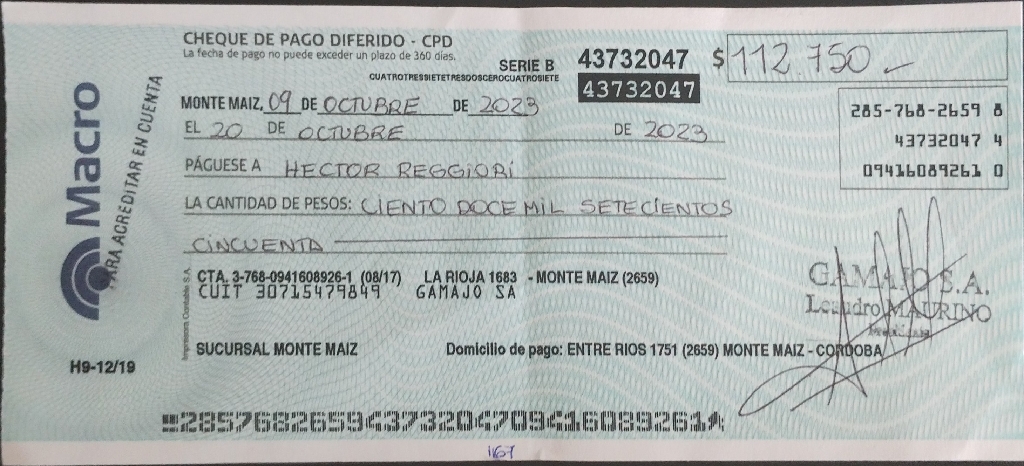 CHEQUE DE PAGO DIFERIDO - CPD
La fecha de pago no puede exceder un plazo de 360 días.
SERIE B 43732047 $ 112.750
CUATROTRESSIETETRESDOSCEROCUATROSIETE
43732047
MONTE MAIZ, 09 DE OCTUBRE DE 2023
EL 20 DE OCTUBRE DE 2023
285-768-2659 8
43732047 4
09416089261 0
PÁGUESE A HECTOR REGGIORI
LA CANTIDAD DE PESOS: CIENTO DOCE MIL SETECIENTOS
CINCUENTA
Macro
PARA ACREDITAR EN CUENTA
CTA. 3-768-0941608926-1 (08/17) LA RIOJA 1683 - MONTE MAIZ (2659)
CUIT 30715479849 GAMAJO SA
GAMAJO S.A.
Leandro MAURINO
SUCURSAL MONTE MAIZ
Domicilio de pago: ENTRE RIOS 1751 (2659) MONTE MAIZ - CORDOBA
H9-12/19
28576826594373204709416089261
1167